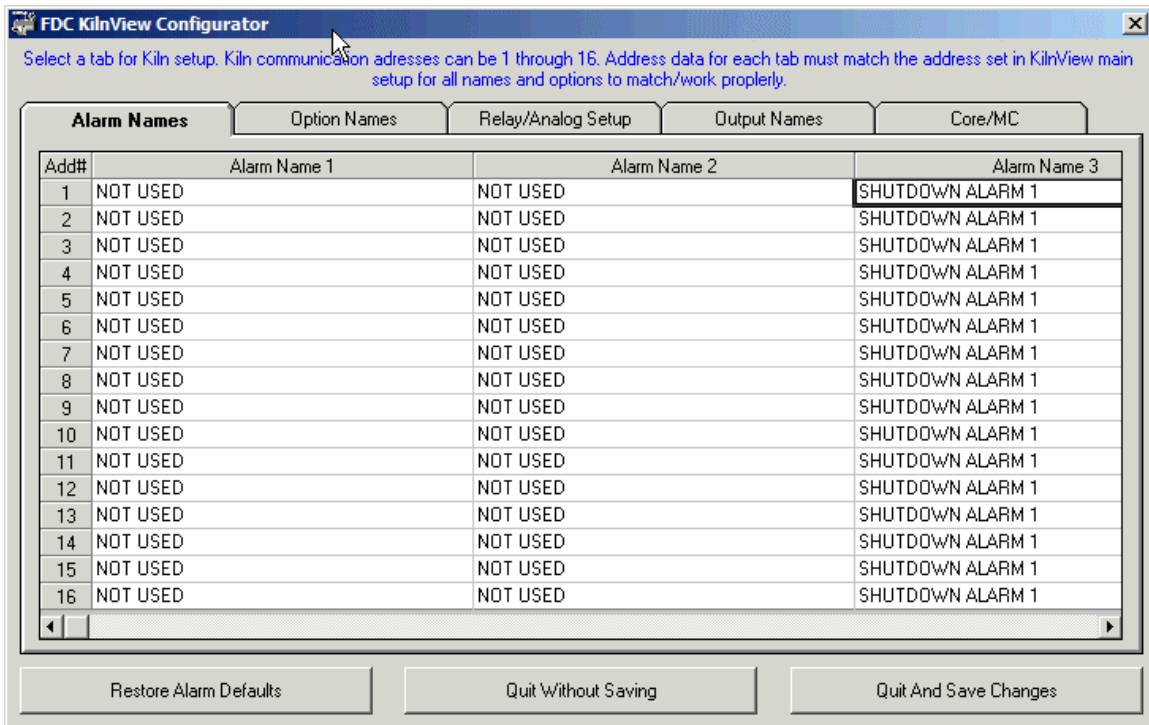 FDC KilnView Configurator
Select a tab for Kiln setup. Kiln communication adresses can be 1 through 16. Address data for each tab must match the address set in KilnView main
setup for all names and options to match/work proplerly.
Alarm Names Option Names Relay/Analog Setup Output Names Core/MC
Add# Alarm Name 1 Alarm Name 2 Alarm Name 3
1 NOT USED NOT USED SHUTDOWN ALARM 1
2 NOT USED NOT USED SHUTDOWN ALARM 1
3 NOT USED NOT USED SHUTDOWN ALARM 1
4 NOT USED NOT USED SHUTDOWN ALARM 1
5 NOT USED NOT USED SHUTDOWN ALARM 1
6 NOT USED NOT USED SHUTDOWN ALARM 1
7 NOT USED NOT USED SHUTDOWN ALARM 1
8 NOT USED NOT USED SHUTDOWN ALARM 1
9 NOT USED NOT USED SHUTDOWN ALARM 1
10 NOT USED NOT USED SHUTDOWN ALARM 1
11 NOT USED NOT USED SHUTDOWN ALARM 1
12 NOT USED NOT USED SHUTDOWN ALARM 1
13 NOT USED NOT USED SHUTDOWN ALARM 1
14 NOT USED NOT USED SHUTDOWN ALARM 1
15 NOT USED NOT USED SHUTDOWN ALARM 1
16 NOT USED NOT USED SHUTDOWN ALARM 1
Restore Alarm Defaults Quit Without Saving Quit And Save Changes